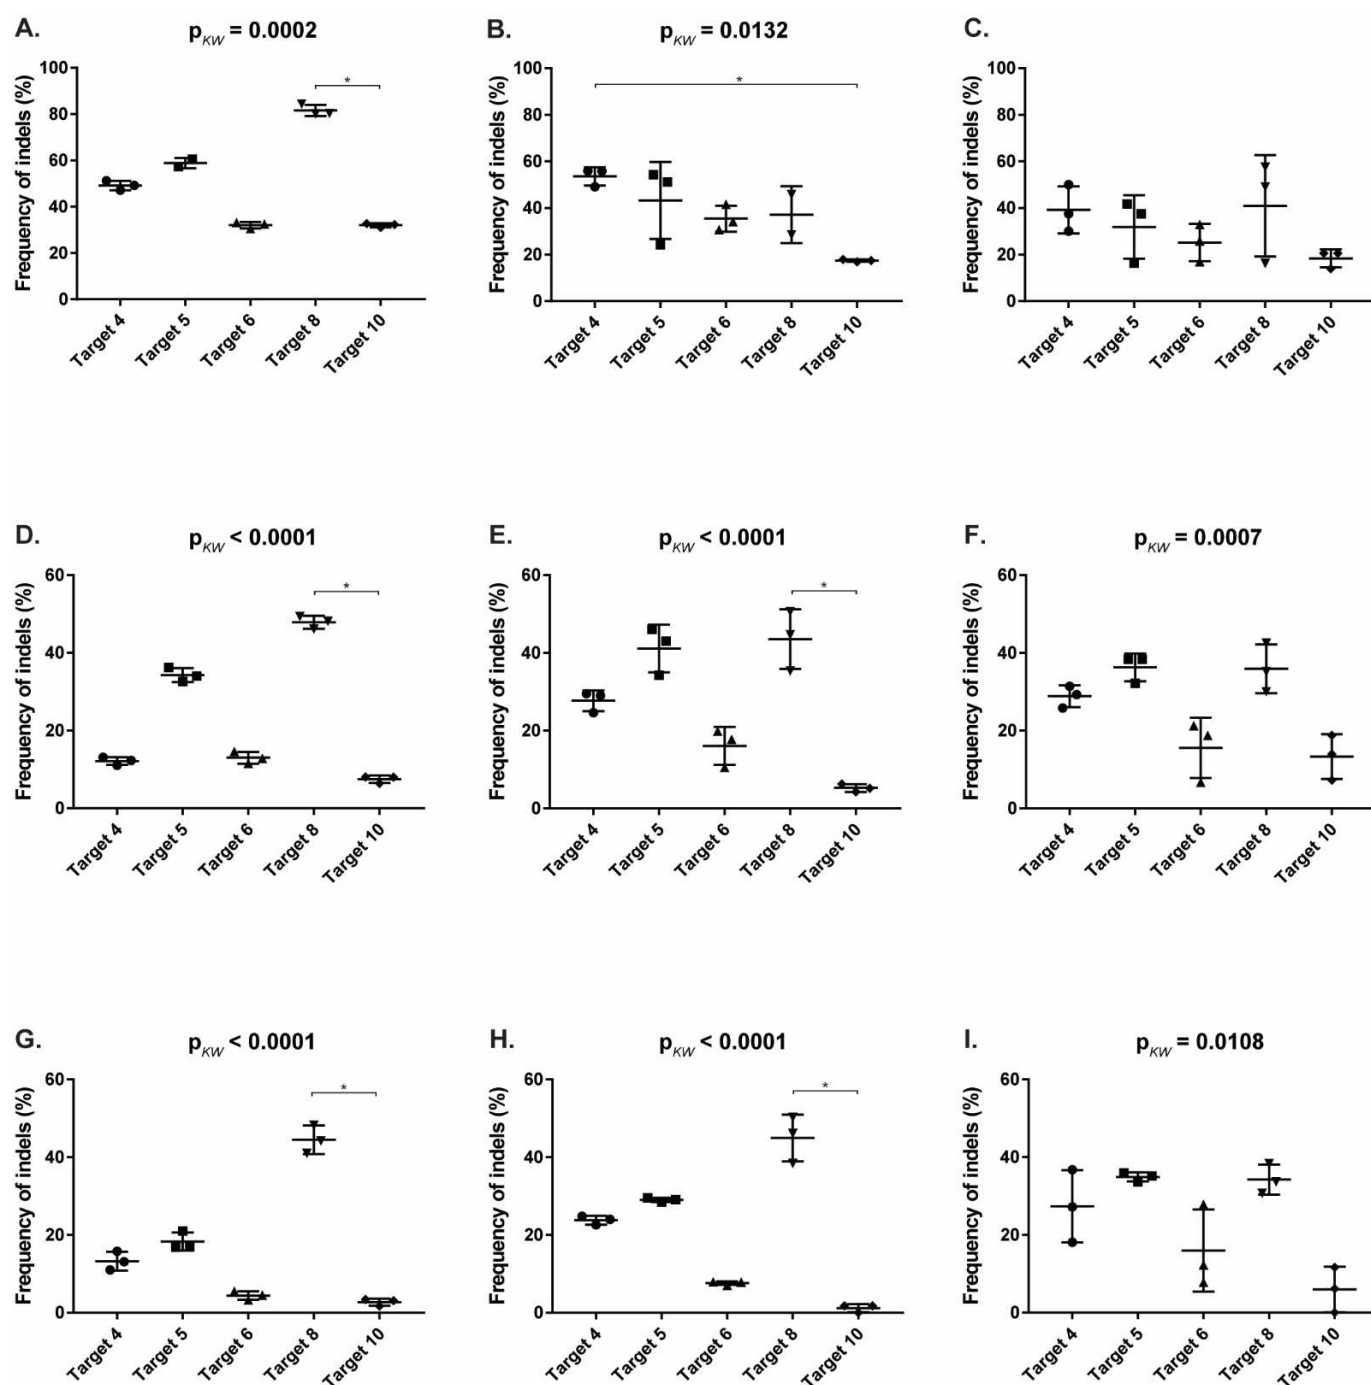 A.
p KW = 0.0002
Frequency of indels (%)
100
80
60
40
20
0
*
Target 4
Target 5
Target 6
Target 8
Target 10
B.
p KW = 0.0132
Frequency of indels (%)
100
80
60
40
20
0
*
Target 4
Target 5
Target 6
Target 8
Target 10
C.
Frequency of indels (%)
100
80
60
40
20
0
Target 4
Target 5
Target 6
Target 8
Target 10
D.
p KW < 0.0001
Frequency of indels (%)
60
40
20
0
*
Target 4
Target 5
Target 6
Target 8
Target 10
E.
p KW < 0.0001
Frequency of indels (%)
60
40
20
0
*
Target 4
Target 5
Target 6
Target 8
Target 10
F.
p KW = 0.0007
Frequency of indels (%)
60
40
20
0
Target 4
Target 5
Target 6
Target 8
Target 10
G.
p KW < 0.0001
Frequency of indels (%)
60
40
20
0
*
Target 4
Target 5
Target 6
Target 8
Target 10
H.
p KW < 0.0001
Frequency of indels (%)
60
40
20
0
*
Target 4
Target 5
Target 6
Target 8
Target 10
I.
p KW = 0.0108
Frequency of indels (%)
60
40
20
0
Target 4
Target 5
Target 6
Target 8
Target 10